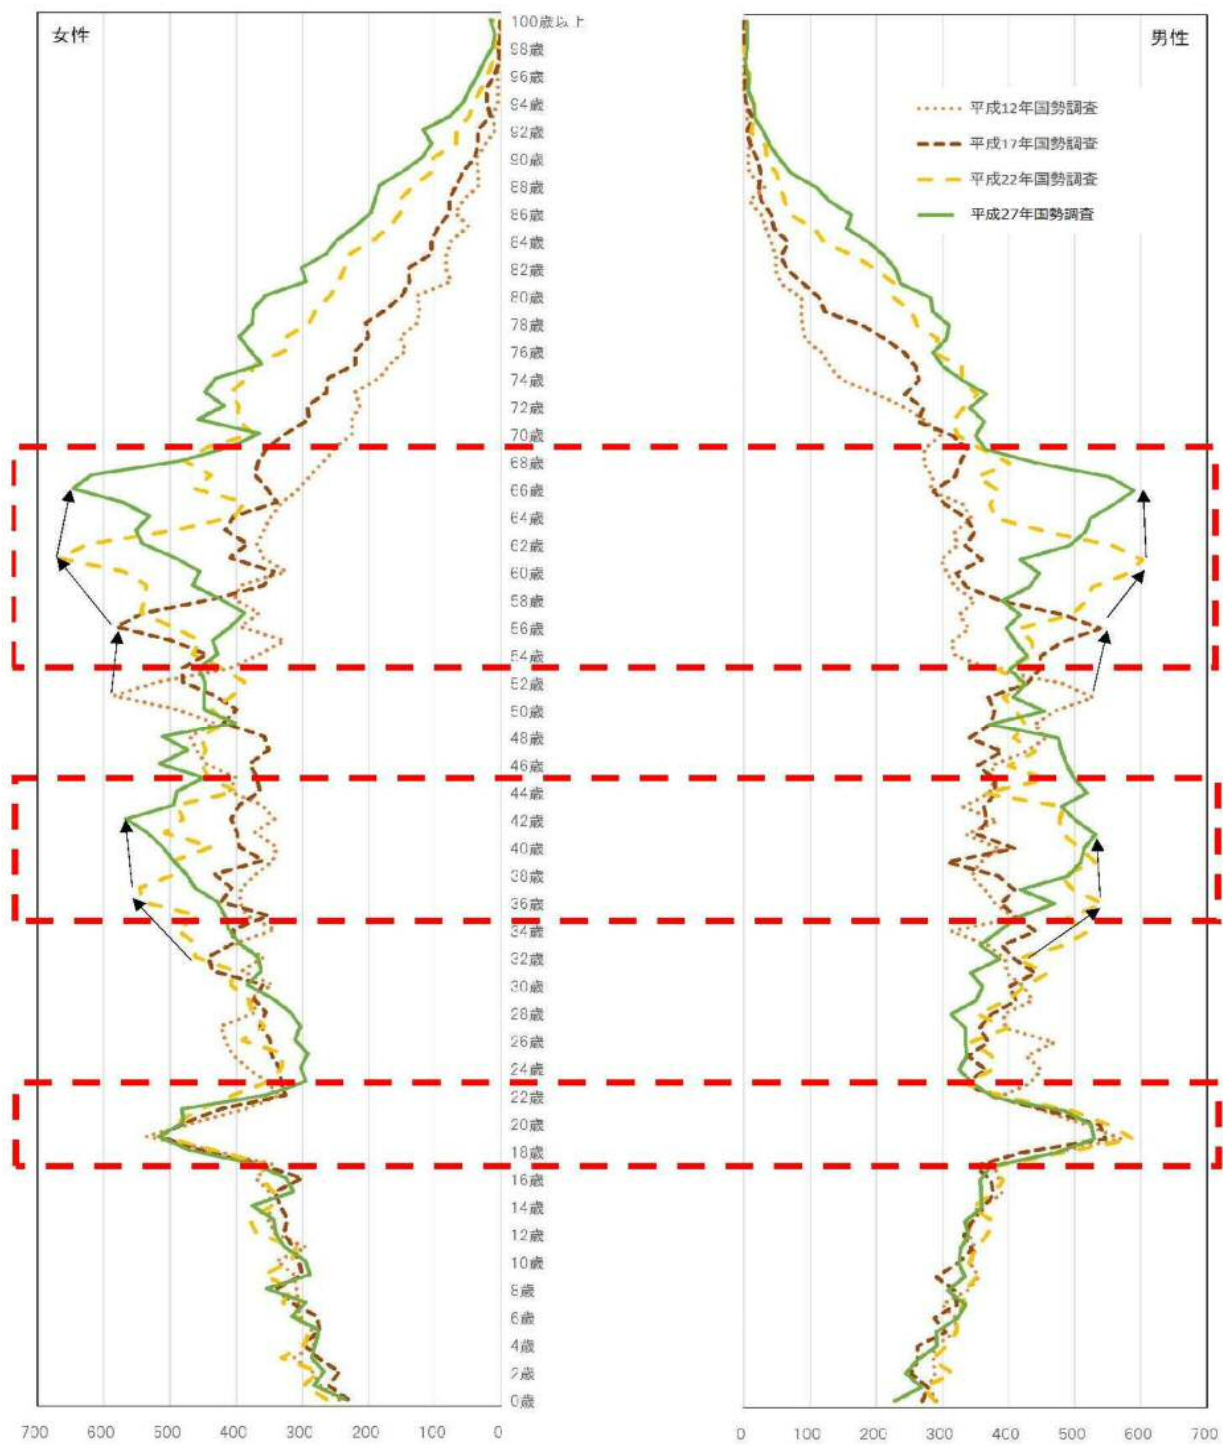 女性
男性
平成12年国勢調査
平成17年国勢調査
平成22年国勢調査
平成27年国勢調査
100歳以上
98歳
96歳
94歳
92歳
90歳
88歳
86歳
84歳
82歳
80歳
78歳
76歳
74歳
72歳
70歳
68歳
66歳
64歳
62歳
60歳
58歳
56歳
54歳
52歳
50歳
48歳
46歳
44歳
42歳
40歳
38歳
36歳
34歳
32歳
30歳
28歳
26歳
24歳
22歳
20歳
18歳
16歳
14歳
12歳
10歳
8歳
6歳
4歳
2歳
0歳
700 600 500 400 300 200 100 0
0 100 200 300 400 500 600 700